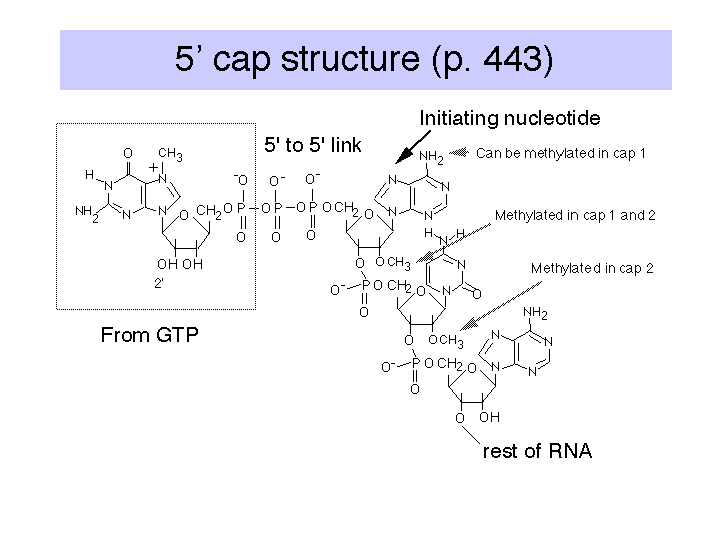 5’ cap structure (p. 443)
Initiating nucleotide
5' to 5' link
Can be methylated in cap 1
O CH3 NH2
+
H N N N N
-O O- O-
NH2 N N O CH2 O P O P O P O CH2 O N N
Methylated in cap 1 and 2
O O O H N H
OH OH O OCH3 N
Methylated in cap 2
2'
O- P O CH2 O N O
O NH2
From GTP
O OCH3 N N
O- P O CH2 O N N
O
O OH
rest of RNA